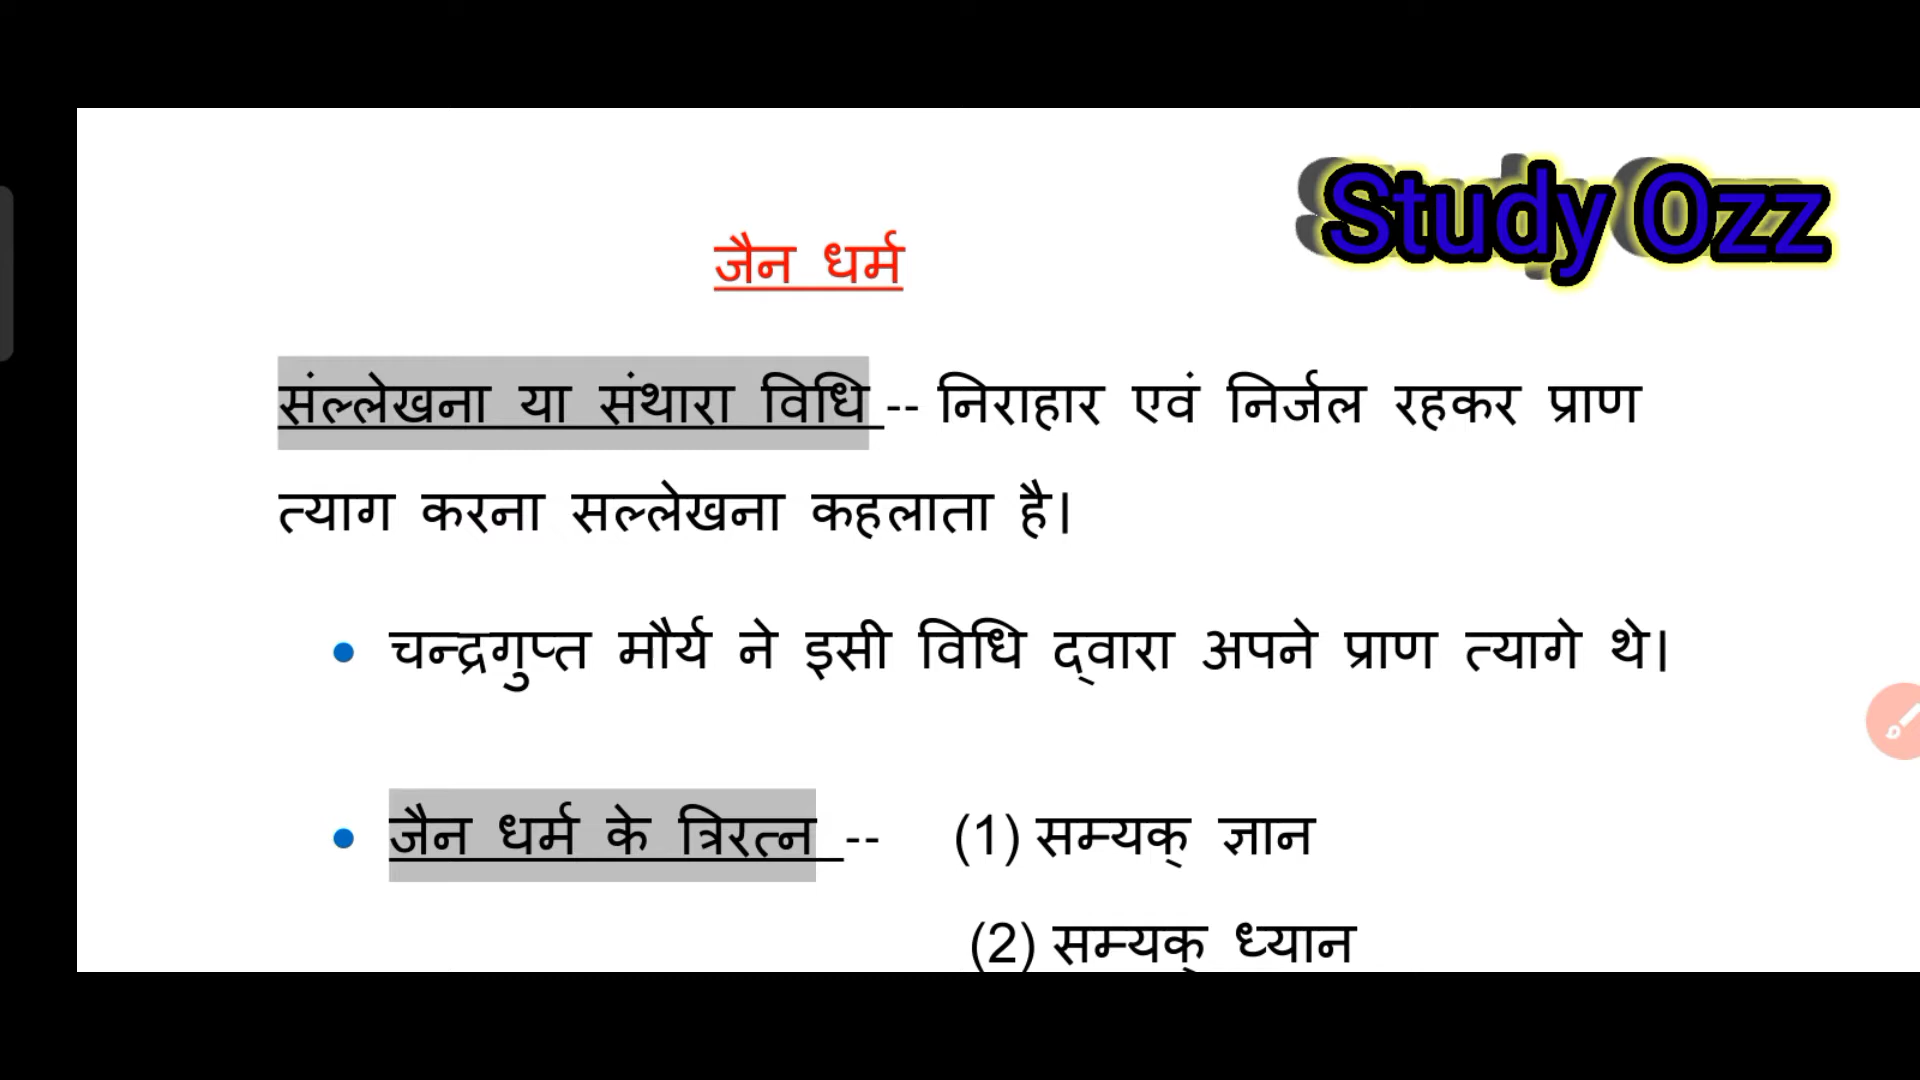 Study Ozz
जैन धर्म
संल्लेखना या संथारा विधि -- निराहार एवं निर्जल रहकर प्राण
त्याग करना सल्लेखना कहलाता है।
• चन्द्रगुप्त मौर्य ने इसी विधि द्‌वारा अपने प्राण त्यागे थे।
• जैन धर्म के त्रिरत्न -- (1) सम्यक् ज्ञान
(2) सम्यक् ध्यान